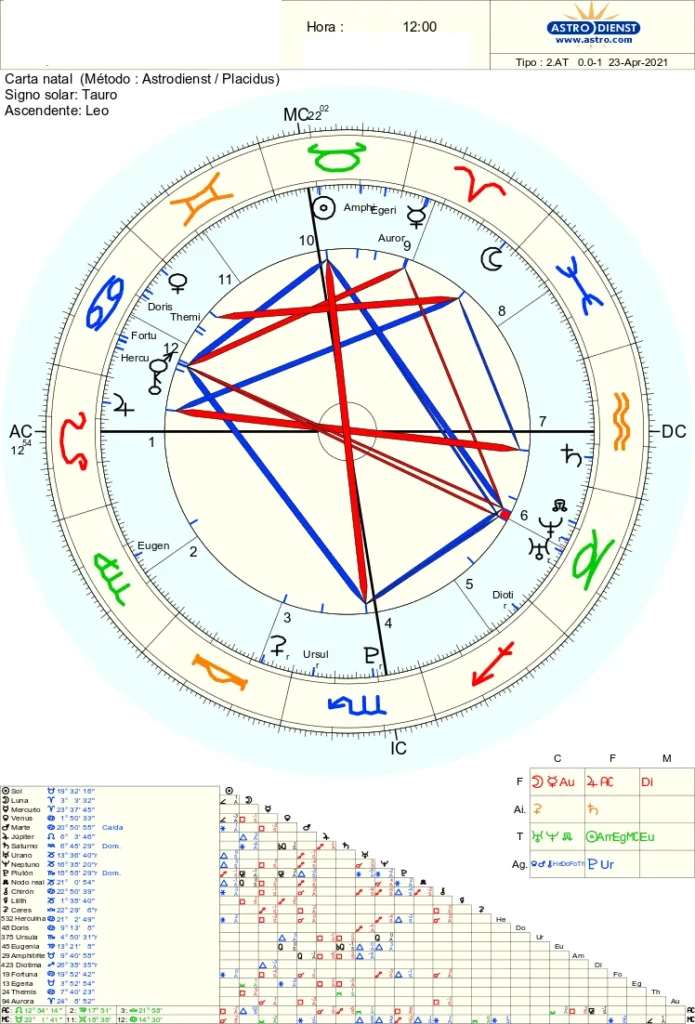 Hora : 12:00
ASTRO DIENST
www.astro.com
Tipo : 2.AT 0.0-1 23-Apr-2021
Carta natal (Método : Astrodienst / Placidus)
Signo solar: Tauro
Ascendente: Leo
MC 22 02
10
Amphi
Egeri
Auror
9
11
8
Doris
Themi
Fortu
12
Hercu
AC
12 54
1
7
DC
6
r
Eugen
2
5
Dioti
r
3
4
r
Ursul
r
r
IC
C F M
F Au AC Di
Ai.
T Am Eg MC Eu
Ag. He Do Fo Th Ur
Sol 19° 32' 16"
Luna 3° 3' 32"
Mercurio 23° 37' 45"
Venus 1° 50' 33"
Marte 20° 50' 55" Caída
Júpiter 6° 3' 46"
Saturno 6° 45' 29" Dom.
Urano 13° 36' 40"r
Neptuno 16° 35' 20"r
Plutón 15° 55' 29"r Dom.
Nodo real 21° 0' 54"
Chirón 22° 50' 39"
Lilith 1° 35' 40"
Ceres 22° 29' 6"r
532 Herculina 21° 2' 49"
48 Doris 9° 13' 8"
375 Ursula 4° 50' 31"r
45 Eugenia 13° 21' 8"
29 Amphitrite 9° 40' 58"
423 Diotima 26° 35' 35"r
19 Fortuna 19° 52' 42"
13 Egeria 3° 52' 54"
24 Themis 7° 40' 23"
94 Aurora 24° 8' 52"
AC: 12° 54' 14" 2: 17° 51' 3: 21° 58'
MC: 22° 1' 41" 11: 18° 36' 12: 14° 30'
He
Do
Ur
Eu
Am
Di
Fo
Eg
Th
Au
AC
MC